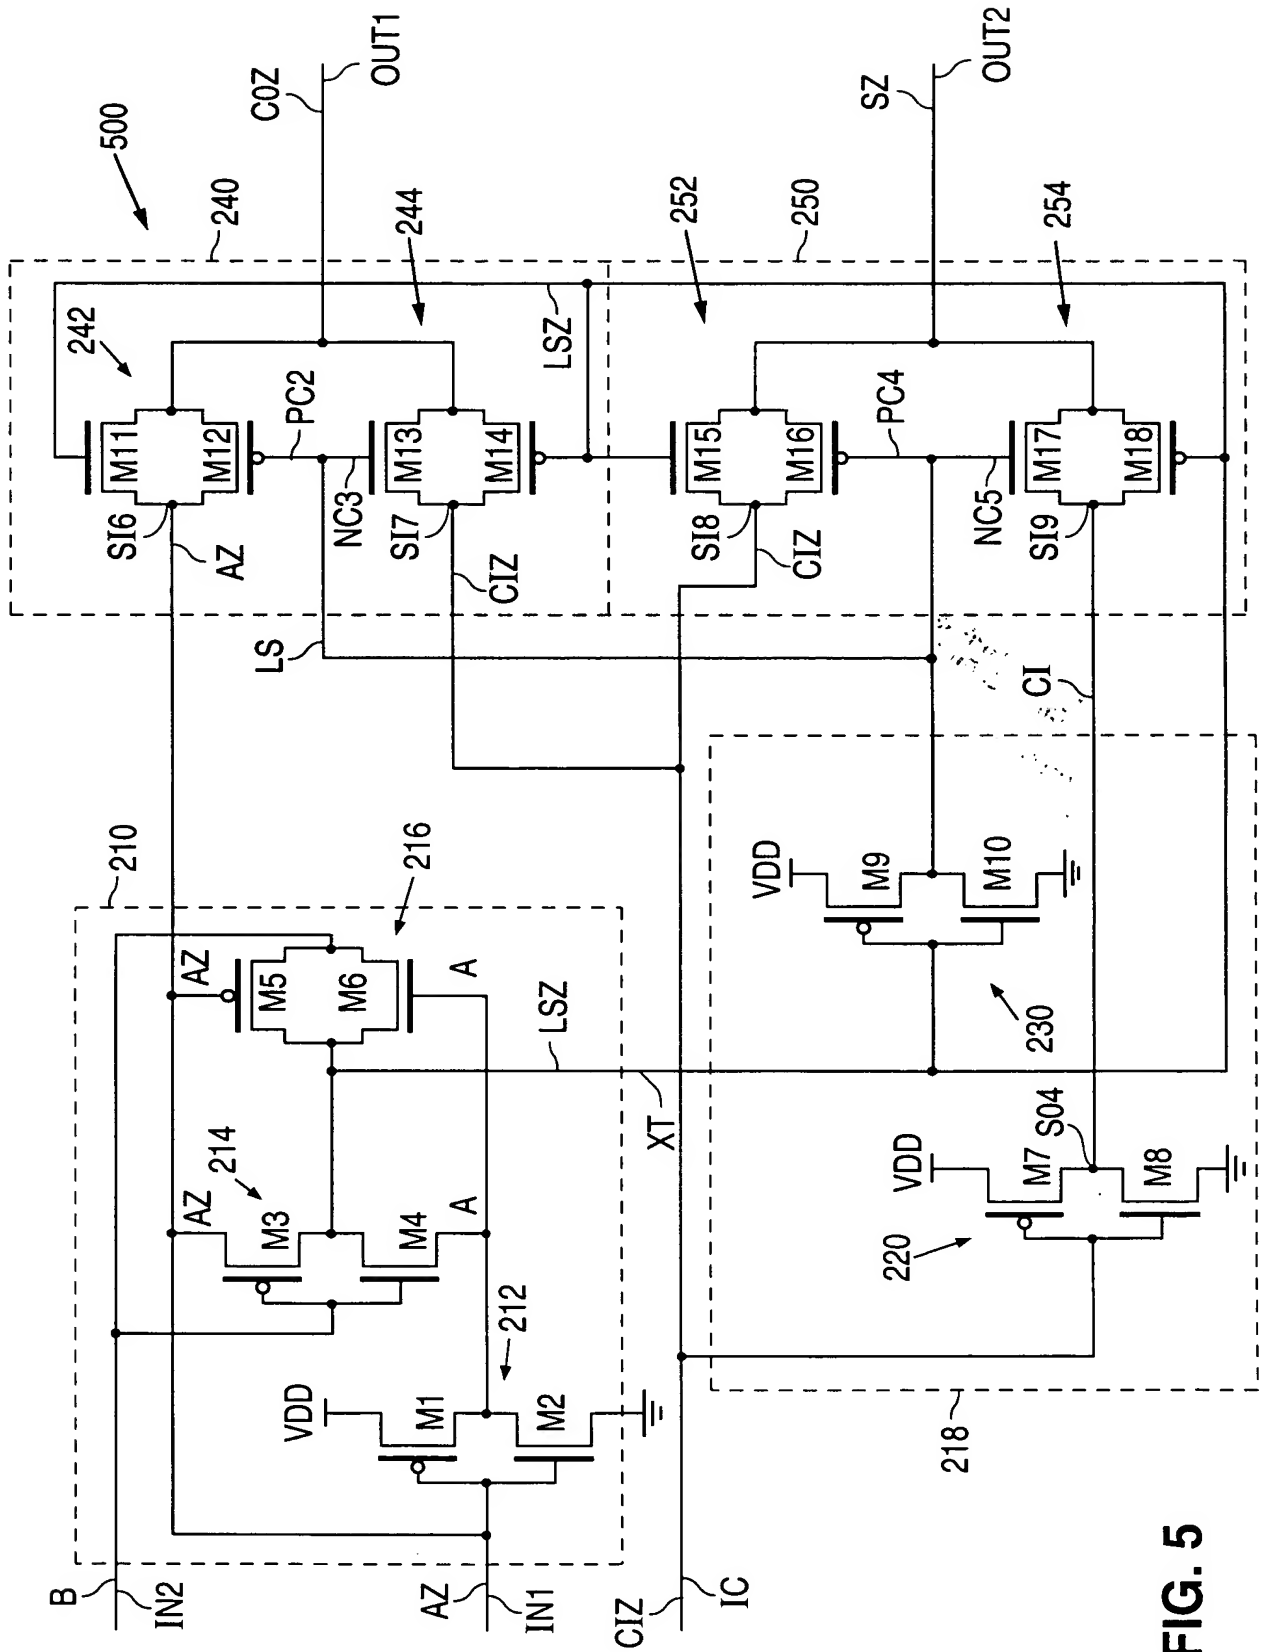 500
240
242
244
C0Z
OUT1
LSZ
M11
M12
SI6
AZ
PC2
NC3
M13
M14
SI7
CIZ
LS
252
250
254
SZ
OUT2
M15
M16
SI8
CIZ
PC4
NC5
M17
M18
SI9
CI
210
216
AZ
M5
M6
A
LSZ
XT
214
AZ
M3
M4
A
212
VDD
M1
M2
B
IN2
AZ
IN1
CIZ
IC
VDD
M9
M10
230
VDD
M7
M8
S04
220
218
FIG. 5